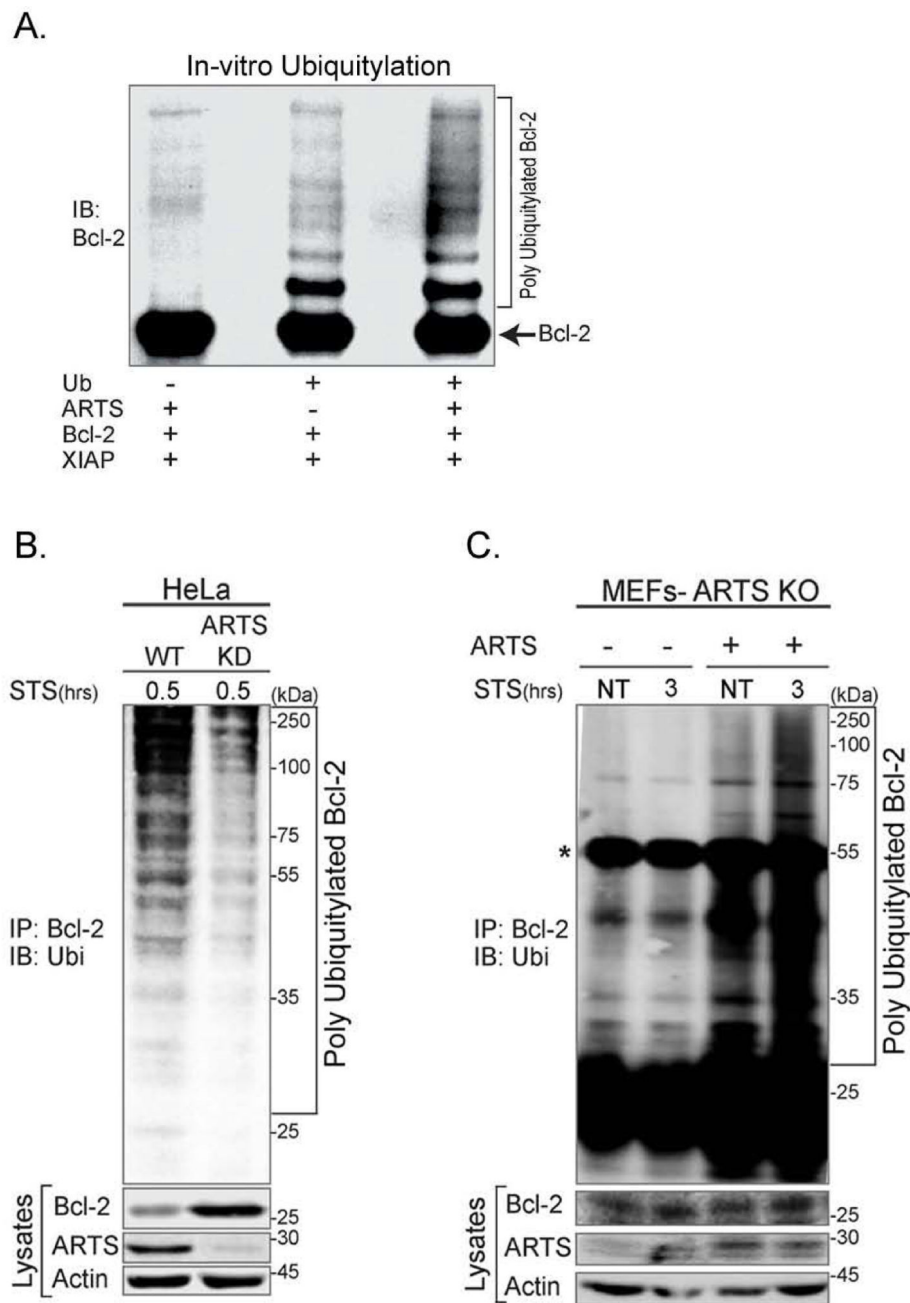 A.
In-vitro Ubiquitylation
IB:
Bcl-2
Poly Ubiquitylated Bcl-2
Bcl-2
Ub - + +
ARTS + - +
Bcl-2 + + +
XIAP + + +
B.
HeLa
WT ARTS KD
STS(hrs) 0.5 0.5 (kDa)
-250
-100
-75
-55
-35
-25
IP: Bcl-2
IB: Ubi
Poly Ubiquitylated Bcl-2
Lysates
Bcl-2 -25
ARTS -30
Actin -45
C.
MEFs- ARTS KO
ARTS - - + +
STS(hrs) NT 3 NT 3 (kDa)
-250
-100
-75
* -55
-35
-25
IP: Bcl-2
IB: Ubi
Poly Ubiquitylated Bcl-2
Lysates
Bcl-2 -25
ARTS -30
Actin -45